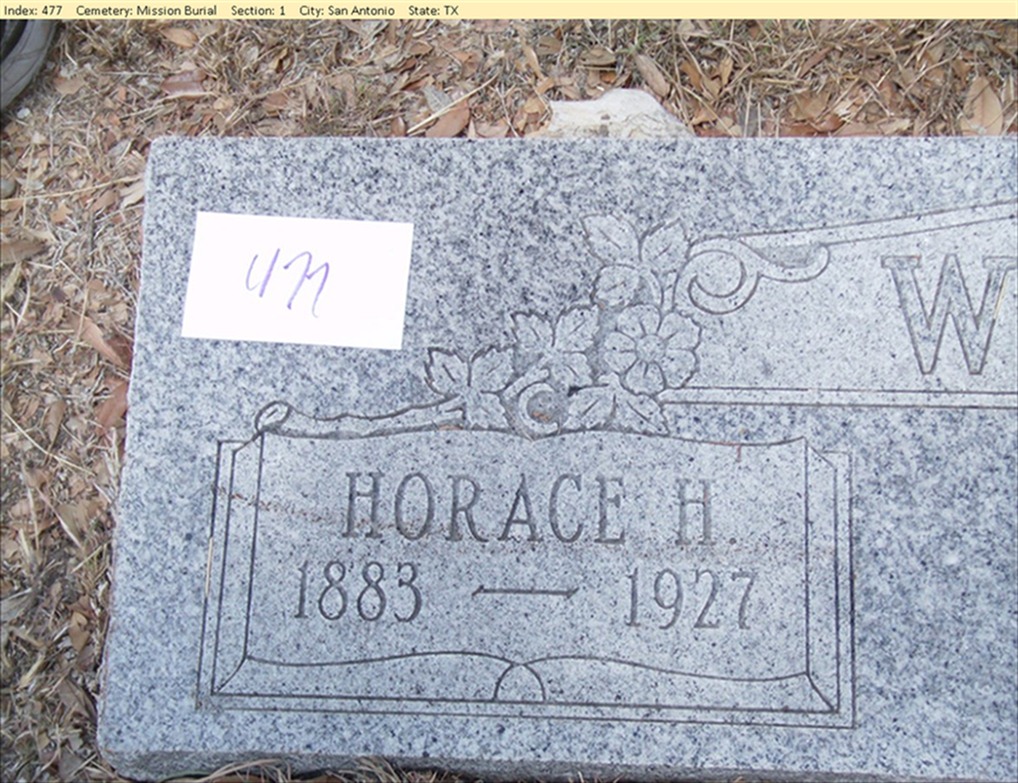 Index: 477 Cemetery: Mission Burial Section: 1 City: San Antonio State: TX
477
W
HORACE H.
1883 — 1927